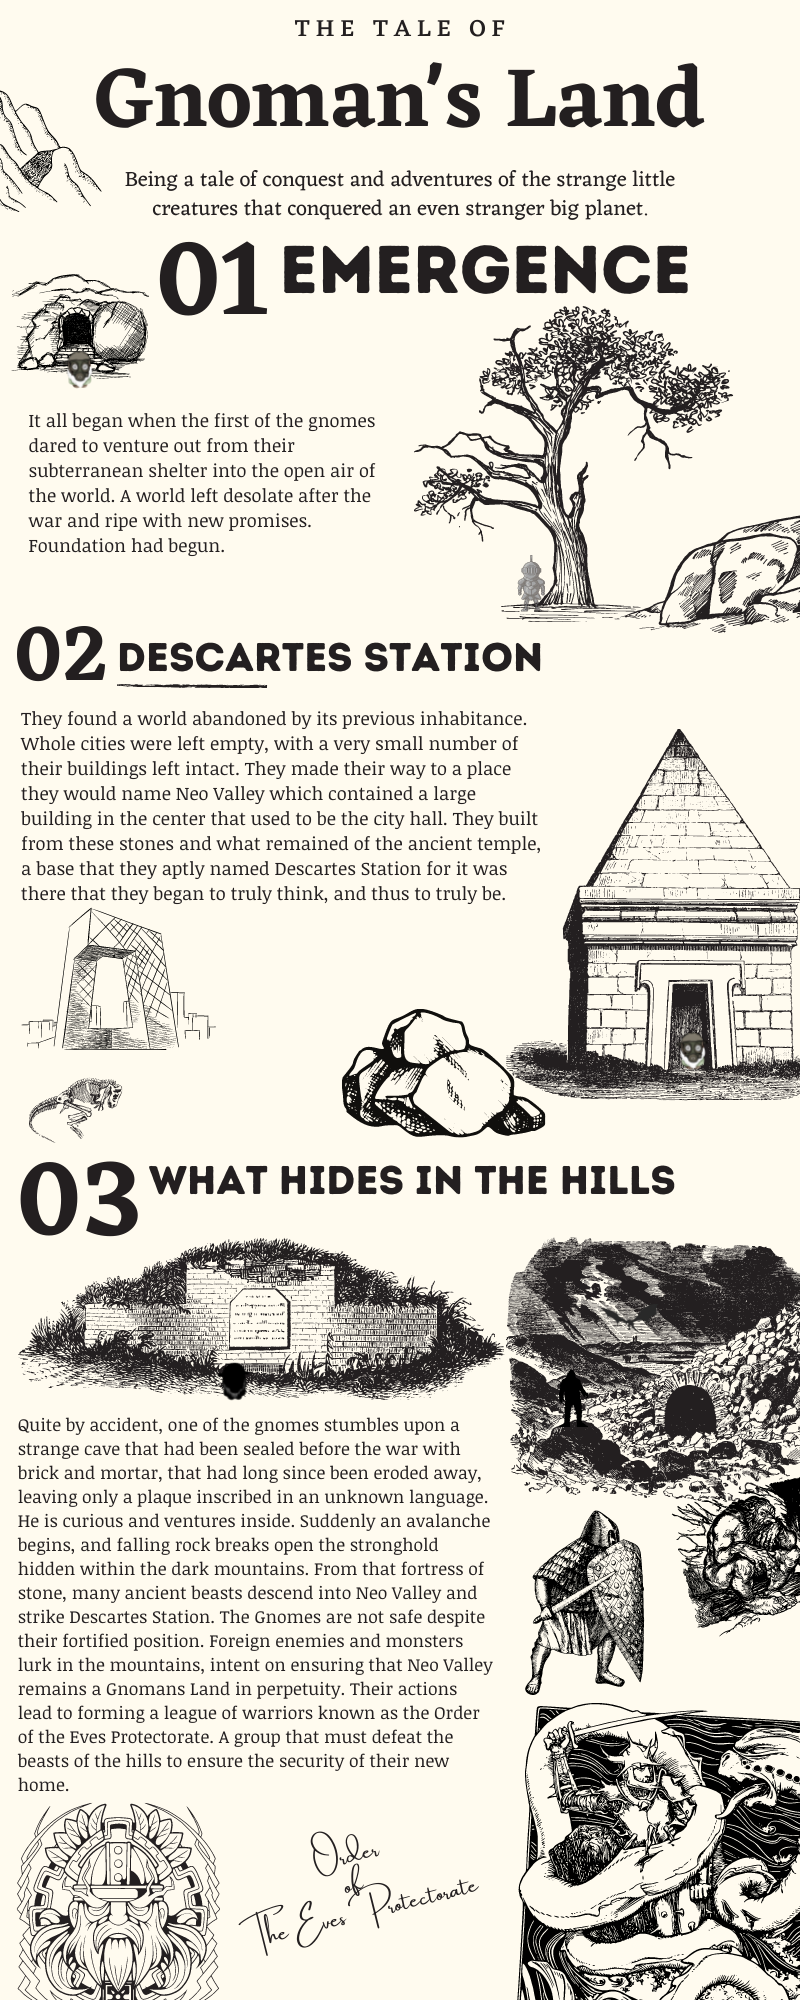 THE TALE OF
Gnoman's Land
Being a tale of conquest and adventures of the strange little
creatures that conquered an even stranger big planet.
01 EMERGENCE
It all began when the first of the gnomes
dared to venture out from their
subterranean shelter into the open air of
the world. A world left desolate after the
war and ripe with new promises.
Foundation had begun.
02 DESCARTES STATION
They found a world abandoned by its previous inhabitance.
Whole cities were left empty, with a very small number of
their buildings left intact. They made their way to a place
they would name Neo Valley which contained a large
building in the center that used to be the city hall. They built
from these stones and what remained of the ancient temple,
a base that they aptly named Descartes Station for it was
there that they began to truly think, and thus to truly be.
03 WHAT HIDES IN THE HILLS
Quite by accident, one of the gnomes stumbles upon a
strange cave that had been sealed before the war with
brick and mortar, that had long since been eroded away,
leaving only a plaque inscribed in an unknown language.
He is curious and ventures inside. Suddenly an avalanche
begins, and falling rock breaks open the stronghold
hidden within the dark mountains. From that fortress of
stone, many ancient beasts descend into Neo Valley and
strike Descartes Station. The Gnomes are not safe despite
their fortified position. Foreign enemies and monsters
lurk in the mountains, intent on ensuring that Neo Valley
remains a Gnomans Land in perpetuity. Their actions
lead to forming a league of warriors known as the Order
of the Eves Protectorate. A group that must defeat the
beasts of the hills to ensure the security of their new
home.
Order
of
The Eves Protectorate